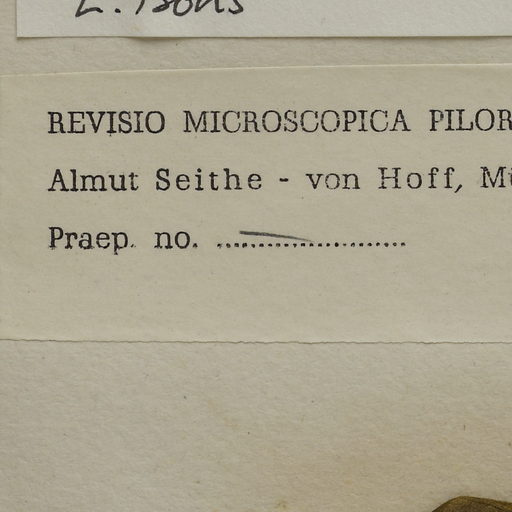 REVISIO MICROSCOPICA PILOR
Almut Seithe - von Hoff, Mü
Praep. no. ....................